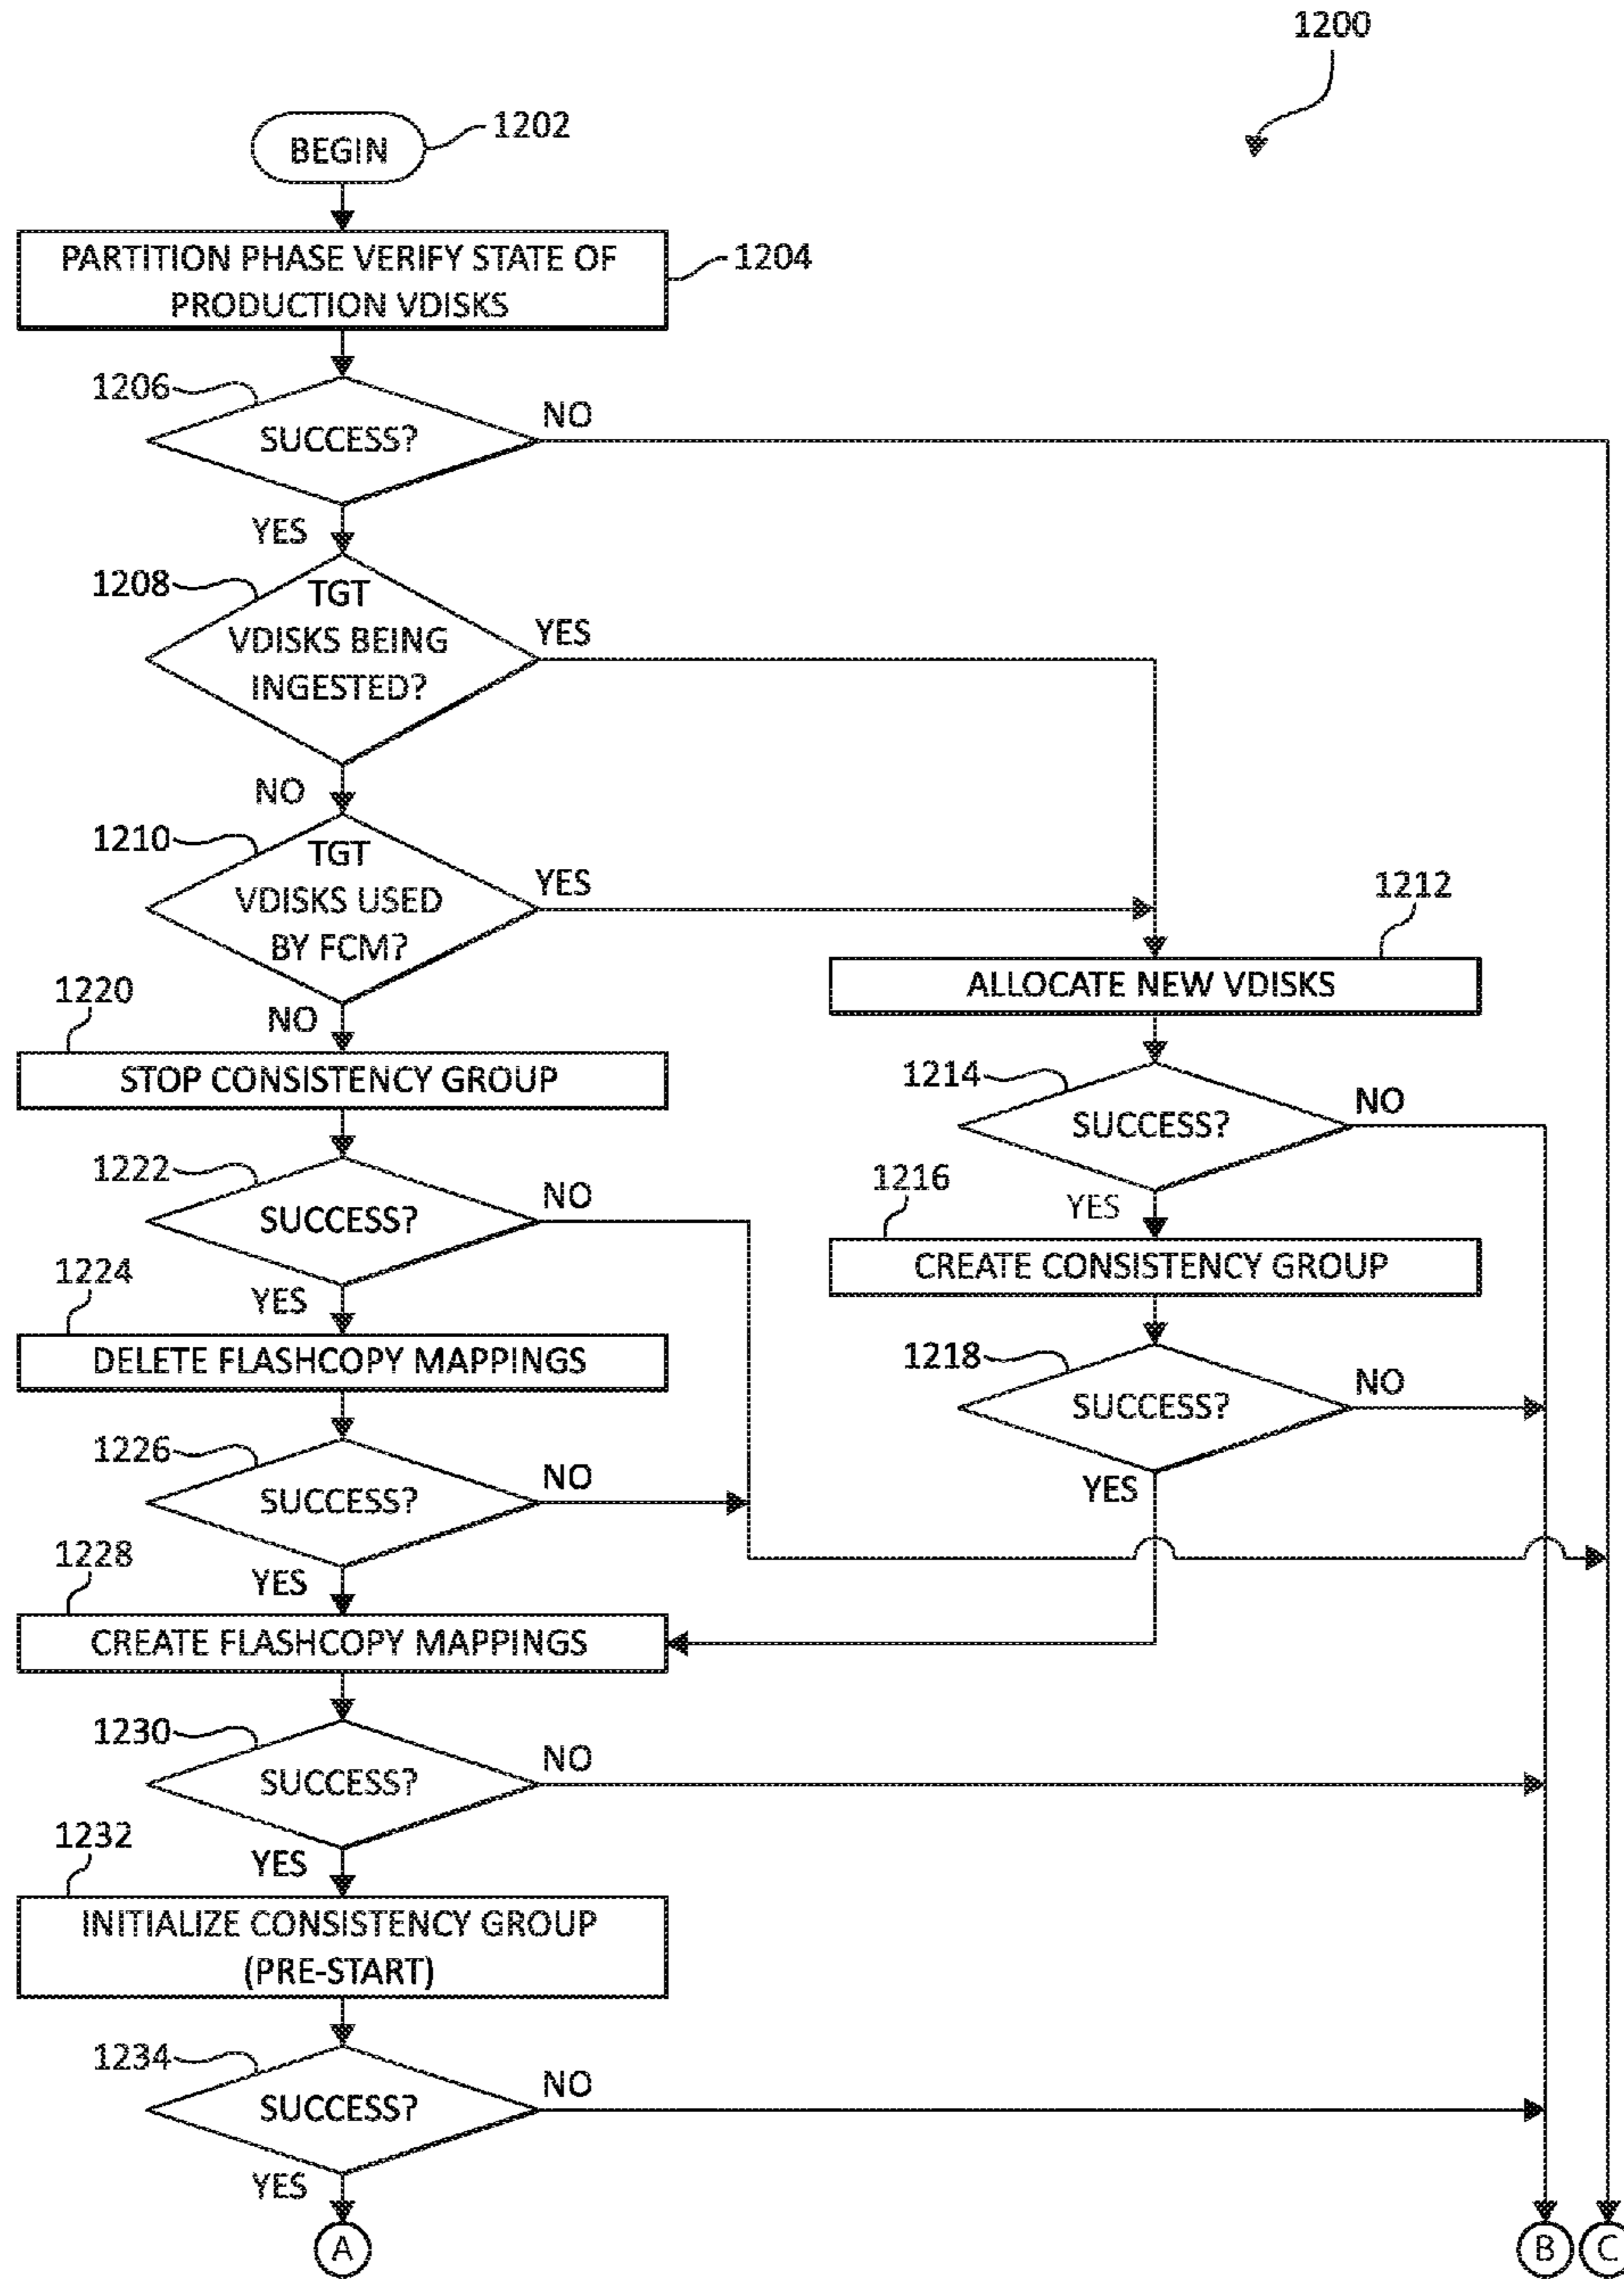 1200
BEGIN
1202
PARTITION PHASE VERIFY STATE OF
PRODUCTION VDISKS
1204
1206
SUCCESS?
NO
YES
1208
TGT
VDISKS BEING
INGESTED?
YES
NO
1210
TGT
VDISKS USED
BY FCM?
YES
NO
1212
ALLOCATE NEW VDISKS
1214
SUCCESS?
NO
YES
1216
CREATE CONSISTENCY GROUP
1218
SUCCESS?
NO
YES
1220
STOP CONSISTENCY GROUP
1222
SUCCESS?
NO
YES
1224
DELETE FLASHCOPY MAPPINGS
1226
SUCCESS?
NO
YES
1228
CREATE FLASHCOPY MAPPINGS
1230
SUCCESS?
NO
YES
1232
INITIALIZE CONSISTENCY GROUP
(PRE-START)
1234
SUCCESS?
NO
YES
A
B
C